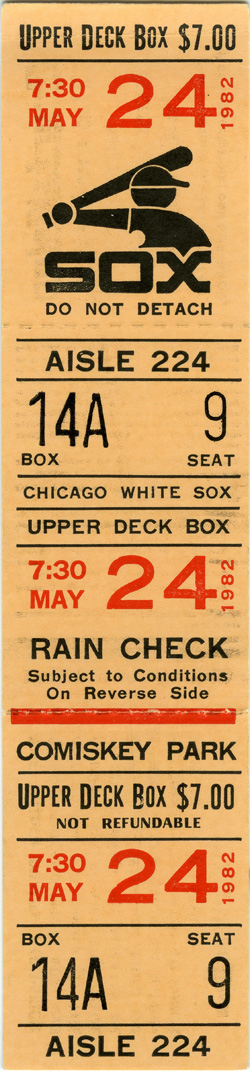 UPPER DECK BOX $7.00
7:30 MAY 24 1982
SOX
DO NOT DETACH
AISLE 224
14A 9
BOX SEAT
CHICAGO WHITE SOX
UPPER DECK BOX
7:30 MAY 24 1982
RAIN CHECK
Subject to Conditions
On Reverse Side
COMISKEY PARK
UPPER DECK BOX $7.00
NOT REFUNDABLE
7:30 MAY 24 1982
BOX SEAT
14A 9
AISLE 224